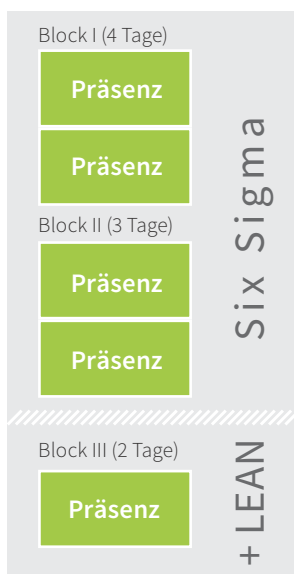 Block I (4 Tage)
Präsenz
Präsenz
Block II (3 Tage)
Präsenz
Präsenz
Six Sigma
Block III (2 Tage)
Präsenz
+ LEAN